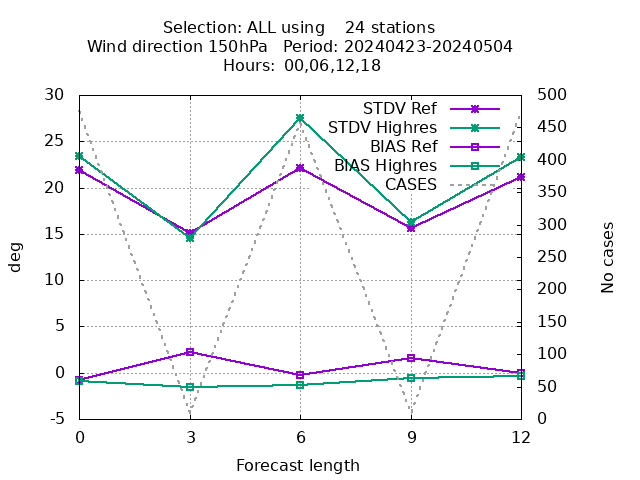 Selection: ALL using    24 stations
Wind direction 150hPa   Period: 20240423-20240504
Hours: 00,06,12,18
STDV Ref
STDV Highres
BIAS Ref
BIAS Highres
CASES
30
25
20
15
10
5
0
-5
500
450
400
350
300
250
200
150
100
50
0
deg
No cases
0
3
6
9
12
Forecast length